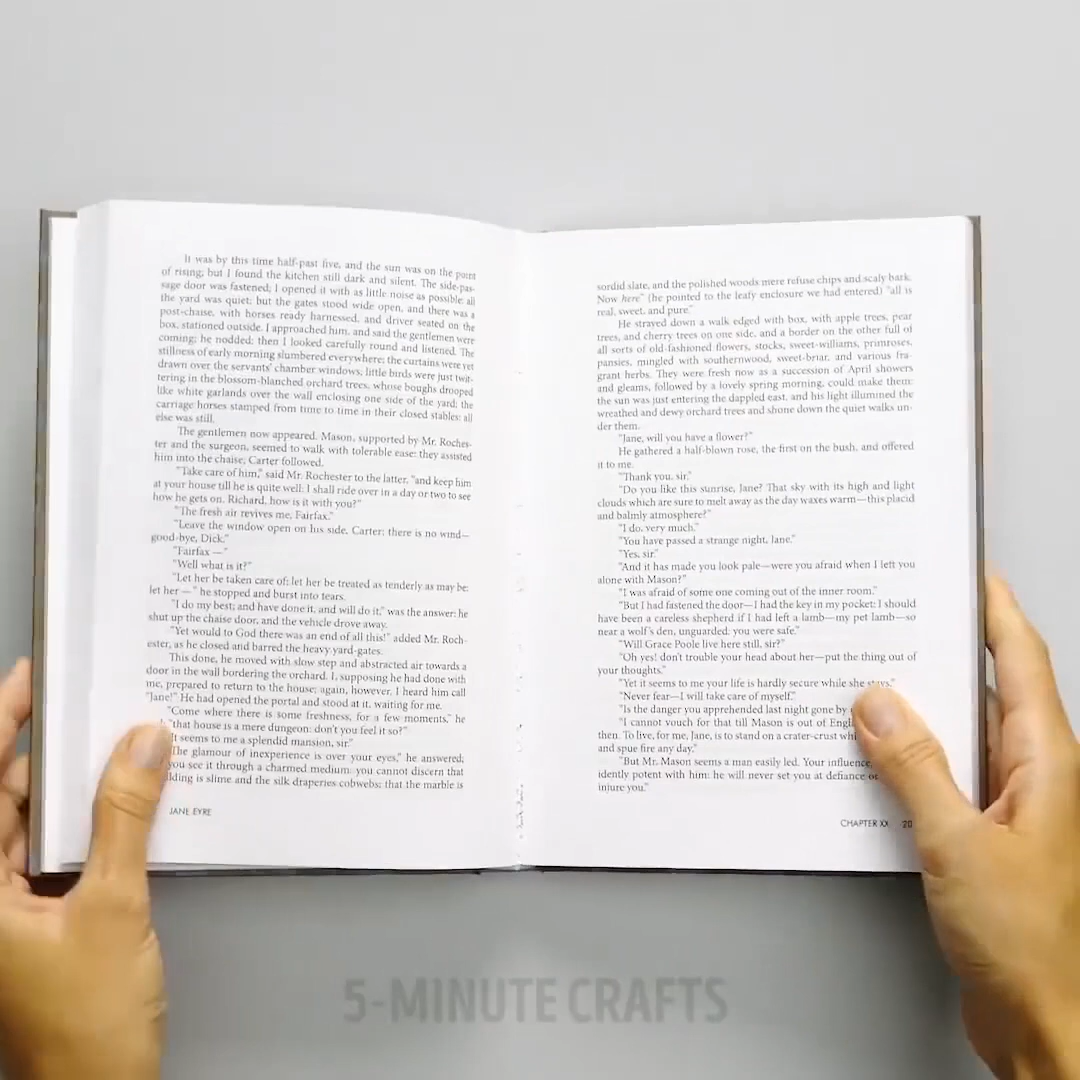 It was by this time half-past five, and the sun was on the point
of rising; but I found the kitchen still dark and silent. The side-pas-
sage door was fastened; I opened it with as little noise as possible: all
the yard was quiet; but the gates stood wide open, and there was a
post-chaise, with horses ready harnessed, and driver seated on the
box, stationed outside. I approached him, and said the gentlemen were
coming; he nodded: then I looked carefully round and listened. The
stillness of early morning slumbered everywhere; the curtains were yet
drawn over the servants' chamber windows; little birds were just twit-
tering in the blossom-blanched orchard trees, whose boughs drooped
like white garlands over the wall enclosing one side of the yard; the
carriage horses stamped from time to time in their closed stables: all
else was still.
The gentlemen now appeared. Mason, supported by Mr. Roches-
ter and the surgeon, seemed to walk with tolerable ease: they assisted
him into the chaise; Carter followed.
"Take care of him," said Mr. Rochester to the latter, "and keep him
at your house till he is quite well: I shall ride over in a day or two to see
how he gets on. Richard, how is it with you?"
"The fresh air revives me, Fairfax."
"Leave the window open on his side, Carter; there is no wind—
good-bye, Dick."
"Fairfax —"
"Well what is it?"
"Let her be taken care of; let her be treated as tenderly as may be:
let her — " he stopped and burst into tears.
"I do my best; and have done it, and will do it," was the answer: he
shut up the chaise door, and the vehicle drove away.
"Yet would to God there was an end of all this!" added Mr. Roch-
ester, as he closed and barred the heavy yard-gates.
This done, he moved with slow step and abstracted air towards a
door in the wall bordering the orchard. I, supposing he had done with
me, prepared to return to the house; again, however, I heard him call
"Jane!" He had opened the portal and stood at it, waiting for me.
"Come where there is some freshness, for a few moments," he
"that house is a mere dungeon: don't you feel it so?"
It seems to me a splendid mansion, sir."
The glamour of inexperience is over your eyes," he answered;
you see it through a charmed medium: you cannot discern that
lding is slime and the silk draperies cobwebs; that the marble is
JANE EYRE
sordid slate, and the polished woods mere refuse chips and scaly bark.
Now here" (he pointed to the leafy enclosure we had entered) "all is
real, sweet, and pure."
He strayed down a walk edged with box, with apple trees, pear
trees, and cherry trees on one side, and a border on the other full of
all sorts of old-fashioned flowers, stocks, sweet-williams, primroses,
pansies, mingled with southernwood, sweet-briar, and various fra-
grant herbs. They were fresh now as a succession of April showers
and gleams, followed by a lovely spring morning, could make them:
the sun was just entering the dappled east, and his light illumined the
wreathed and dewy orchard trees and shone down the quiet walks un-
der them.
"Jane, will you have a flower?"
He gathered a half-blown rose, the first on the bush, and offered
it to me.
"Thank you, sir."
"Do you like this sunrise, Jane? That sky with its high and light
clouds which are sure to melt away as the day waxes warm—this placid
and balmly atmosphere?"
"I do, very much."
"You have passed a strange night, Jane."
"Yes, sir."
"And it has made you look pale—were you afraid when I left you
alone with Mason?"
"I was afraid of some one coming out of the inner room."
"But I had fastened the door—I had the key in my pocket: I should
have been a careless shepherd if I had left a lamb—my pet lamb—so
near a wolf's den, unguarded: you were safe."
"Will Grace Poole live here still, sir?"
"Oh yes! don't trouble your head about her—put the thing out of
your thoughts."
"Yet it seems to me your life is hardly secure while she stays."
"Never fear—I will take care of myself."
"Is the danger you apprehended last night gone by
"I cannot vouch for that till Mason is out of Engl
then. To live, for me, Jane, is to stand on a crater-crust whi
and spue fire any day."
"But Mr. Mason seems a man easily led. Your influence,
idently potent with him: he will never set you at defiance or
injure you."
CHAPTER XX 20
5-MINUTE CRAFTS